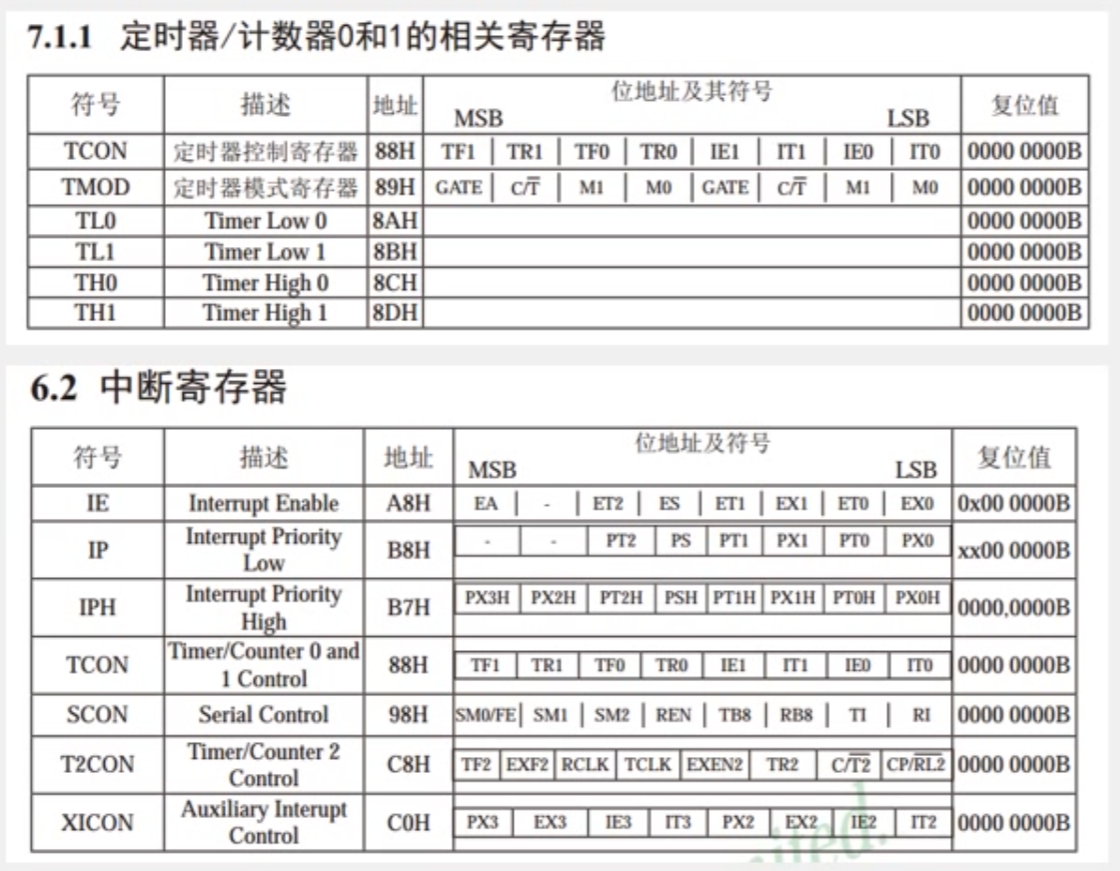 7.1.1 定时器/计数器0和1的相关寄存器
符号 描述 地址 位地址及其符号 复位值
MSB LSB
TCON 定时器控制寄存器 88H TF1 TR1 TF0 TR0 IE1 IT1 IE0 IT0 0000 0000B
TMOD 定时器模式寄存器 89H GATE C/T̅ M1 M0 GATE C/T̅ M1 M0 0000 0000B
TL0 Timer Low 0 8AH 0000 0000B
TL1 Timer Low 1 8BH 0000 0000B
TH0 Timer High 0 8CH 0000 0000B
TH1 Timer High 1 8DH 0000 0000B
6.2 中断寄存器
符号 描述 地址 位地址及符号 复位值
MSB LSB
IE Interrupt Enable A8H EA - ET2 ES ET1 EX1 ET0 EX0 0x00 0000B
IP Interrupt Priority Low B8H - - PT2 PS PT1 PX1 PT0 PX0 xx00 0000B
IPH Interrupt Priority High B7H PX3H PX2H PT2H PSH PT1H PX1H PT0H PX0H 0000,0000B
TCON Timer/Counter 0 and 1 Control 88H TF1 TR1 TF0 TR0 IE1 IT1 IE0 IT0 0000 0000B
SCON Serial Control 98H SM0/FE SM1 SM2 REN TB8 RB8 TI RI 0000 0000B
T2CON Timer/Counter 2 Control C8H TF2 EXF2 RCLK TCLK EXEN2 TR2 C/T̅2̅ CP/R̅L̅2̅ 0000 0000B
XICON Auxiliary Interupt Control C0H PX3 EX3 IE3 IT3 PX2 EX2 IE2 IT2 0000 0000B